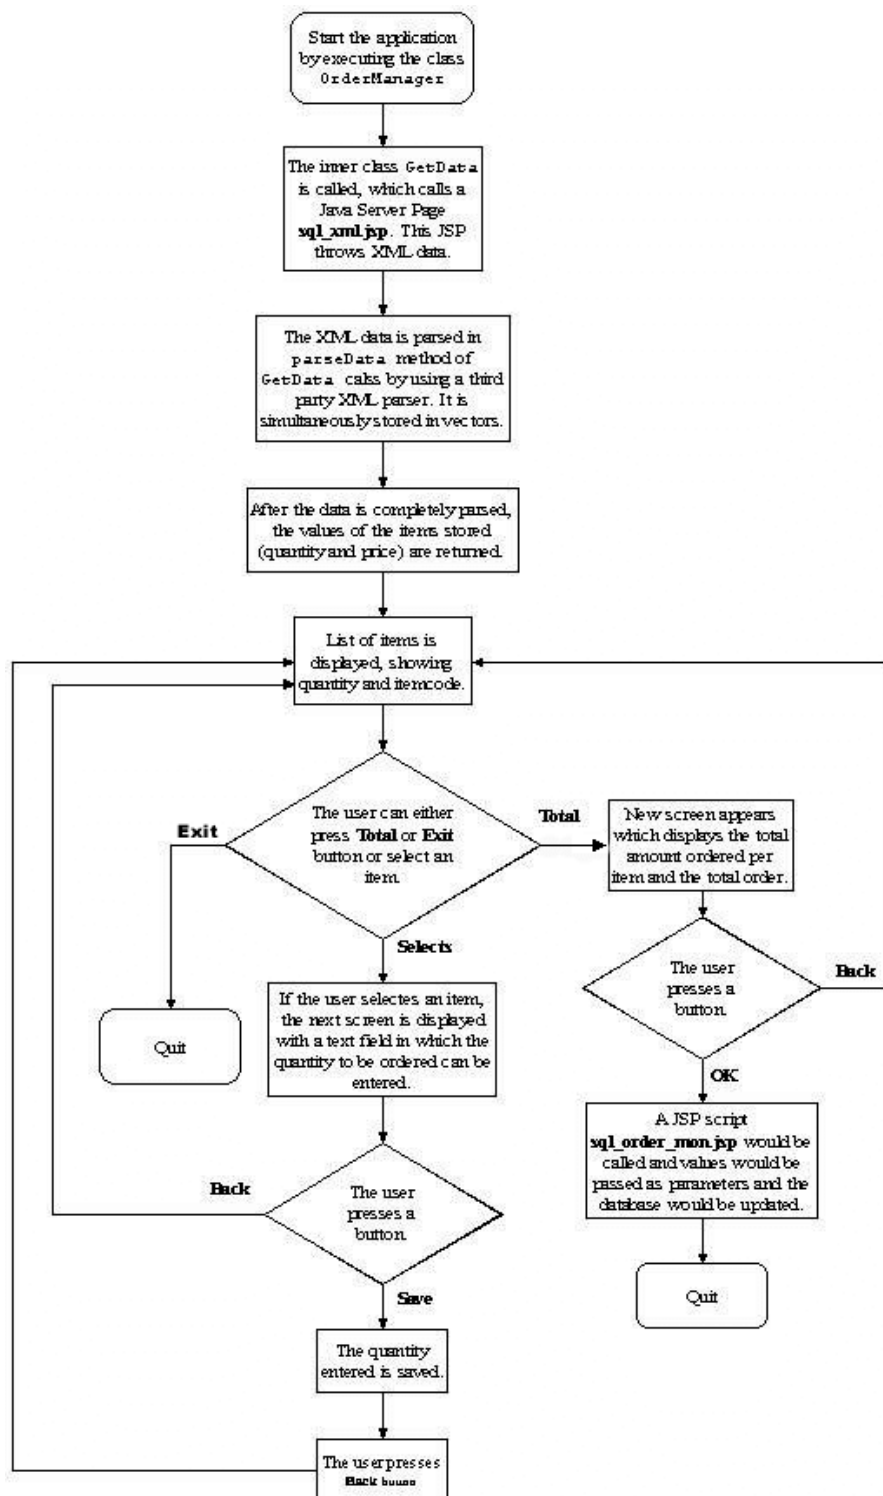 Start the application
by executing the class
OrderManager
The inner class GetData
is called, which calls a
Java Server Page
sql_xml.jsp. This JSP
throws XML data.
The XML data is parsed in
parseData method of
GetData calss by using a third
party XML parser. It is
simultaneously stored in vectors.
After the data is completely parsed,
the values of the items stored
(quantity and price) are returned.
List of items is
displayed, showing
quantity and itemcode.
The user can either
press Total or Exit
button or select an
item.
Exit
Total
New screen appears
which displays the total
amount ordered per
item and the total order.
Selects
The user
presses a
button.
Back
If the user selectes an item,
the next screen is displayed
with a text field in which the
quantity to be ordered can be
entered.
Quit
OK
A JSP script
sql_order_mon.jsp would be
called and values would be
passed as parameters and the
database would be updated.
Back
The user
presses a
button.
Quit
Save
The quantity
entered is saved.
The user presses
Back